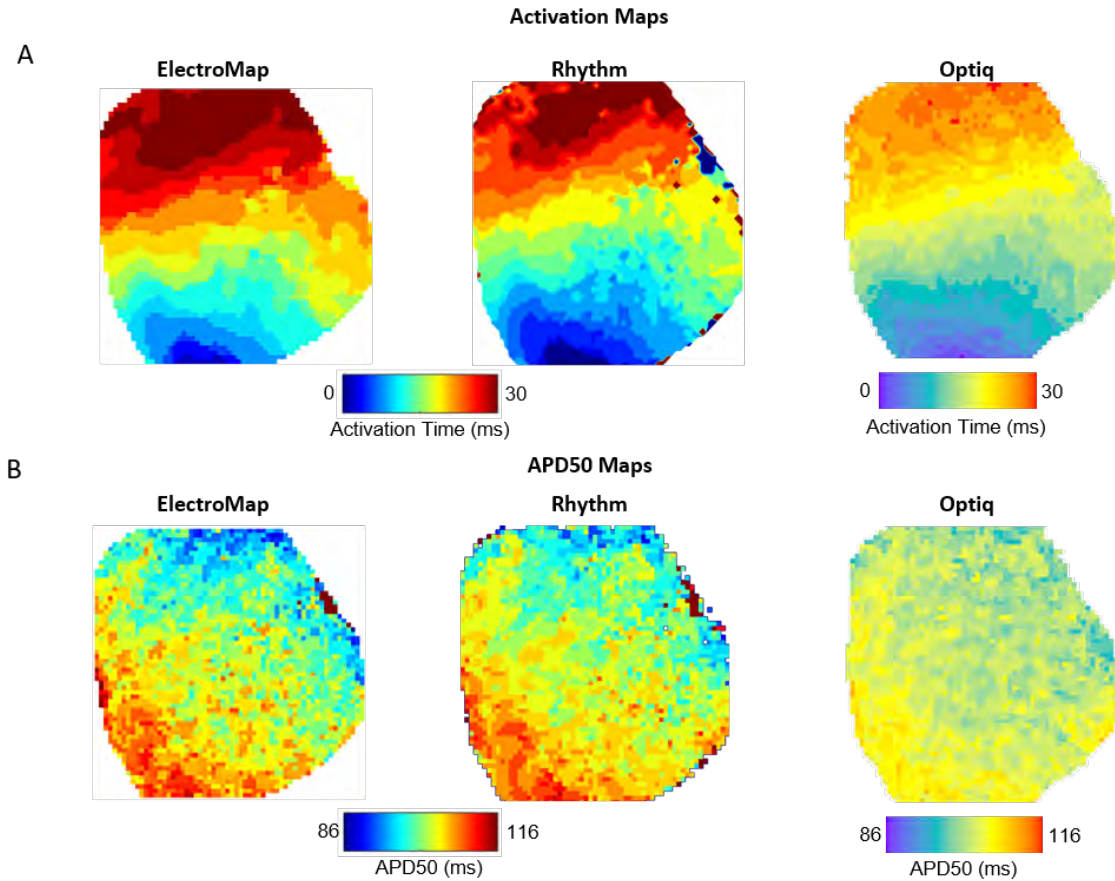 Activation Maps
A
ElectroMap Rhythm Optiq
0 30 0 30
Activation Time (ms) Activation Time (ms)
B APD50 Maps
ElectroMap Rhythm Optiq
86 116 86 116
APD50 (ms) APD50 (ms)